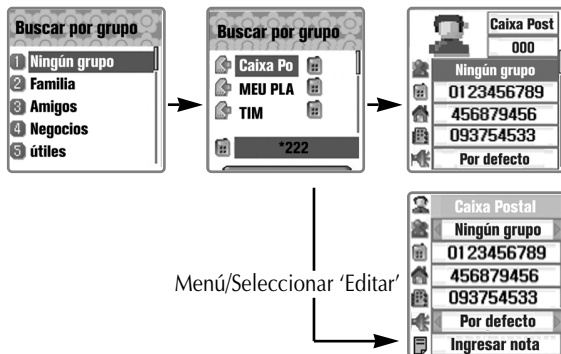 Buscar por grupo
1 Ningún grupo
2 Familia
3 Amigos
4 Negocios
5 útiles
Buscar por grupo
Caixa Po
MEU PLA
TIM
*222
Caixa Post
000
Ningún grupo
0123456789
456879456
093754533
Por defecto
Menú/Seleccionar 'Editar'
Caixa Postal
Ningún grupo
0123456789
456879456
093754533
Por defecto
Ingresar nota